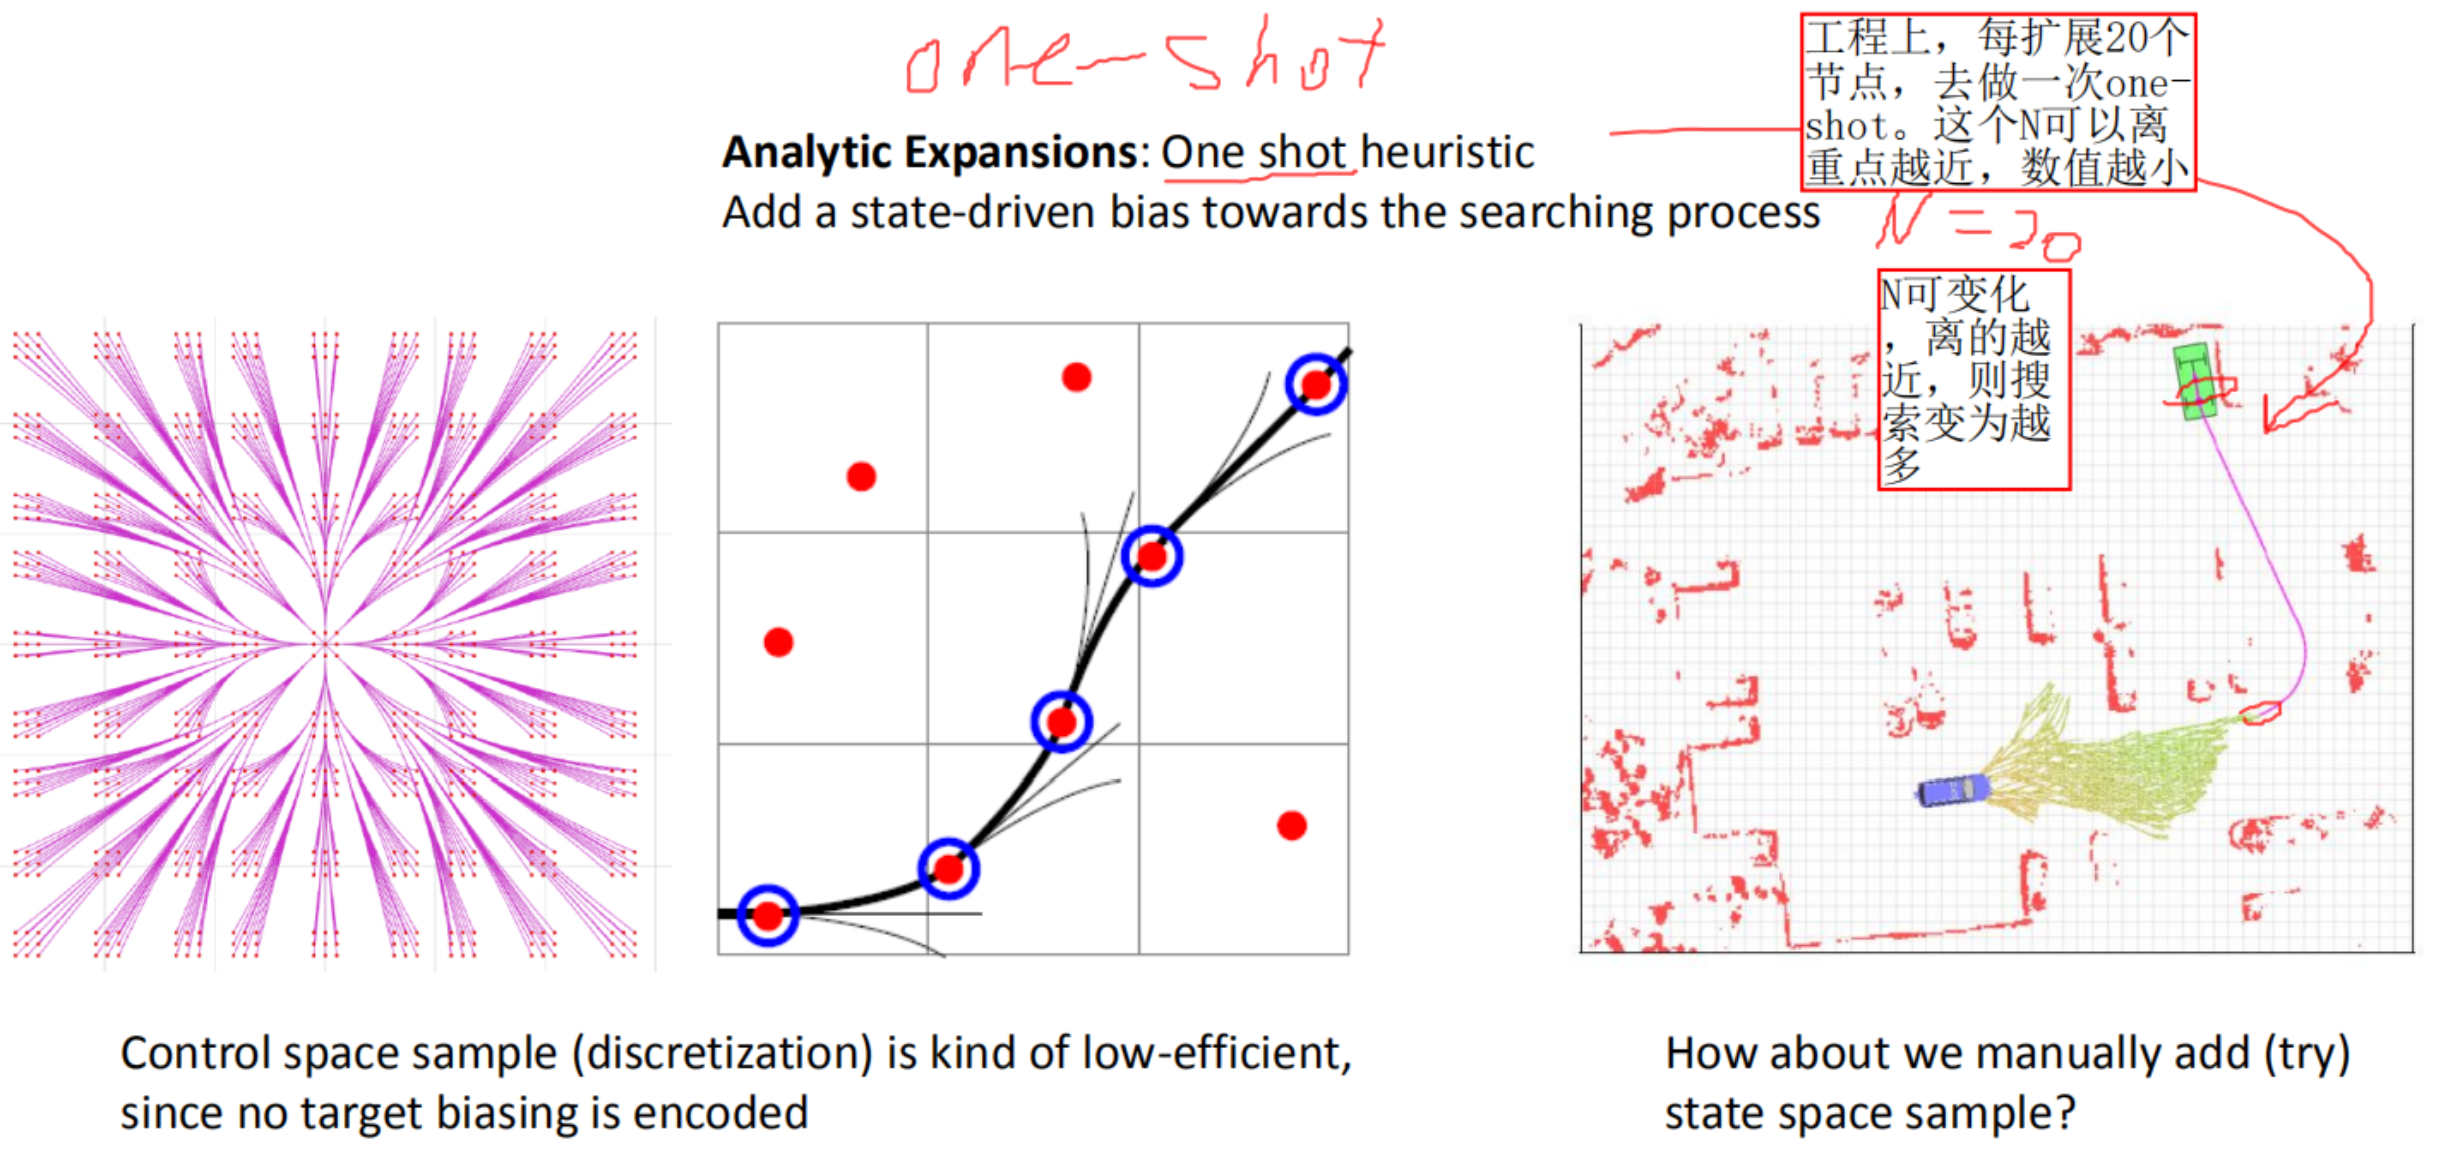 one-shot
工程上，每扩展20个
节点，去做一次one-
shot。这个N可以离
重点越近，数值越小
Analytic Expansions: One shot heuristic
Add a state-driven bias towards the searching process
N=20
N可变化
，离的越
近，则搜
索变为越
多
Control space sample (discretization) is kind of low-efficient,
since no target biasing is encoded
How about we manually add (try)
state space sample?